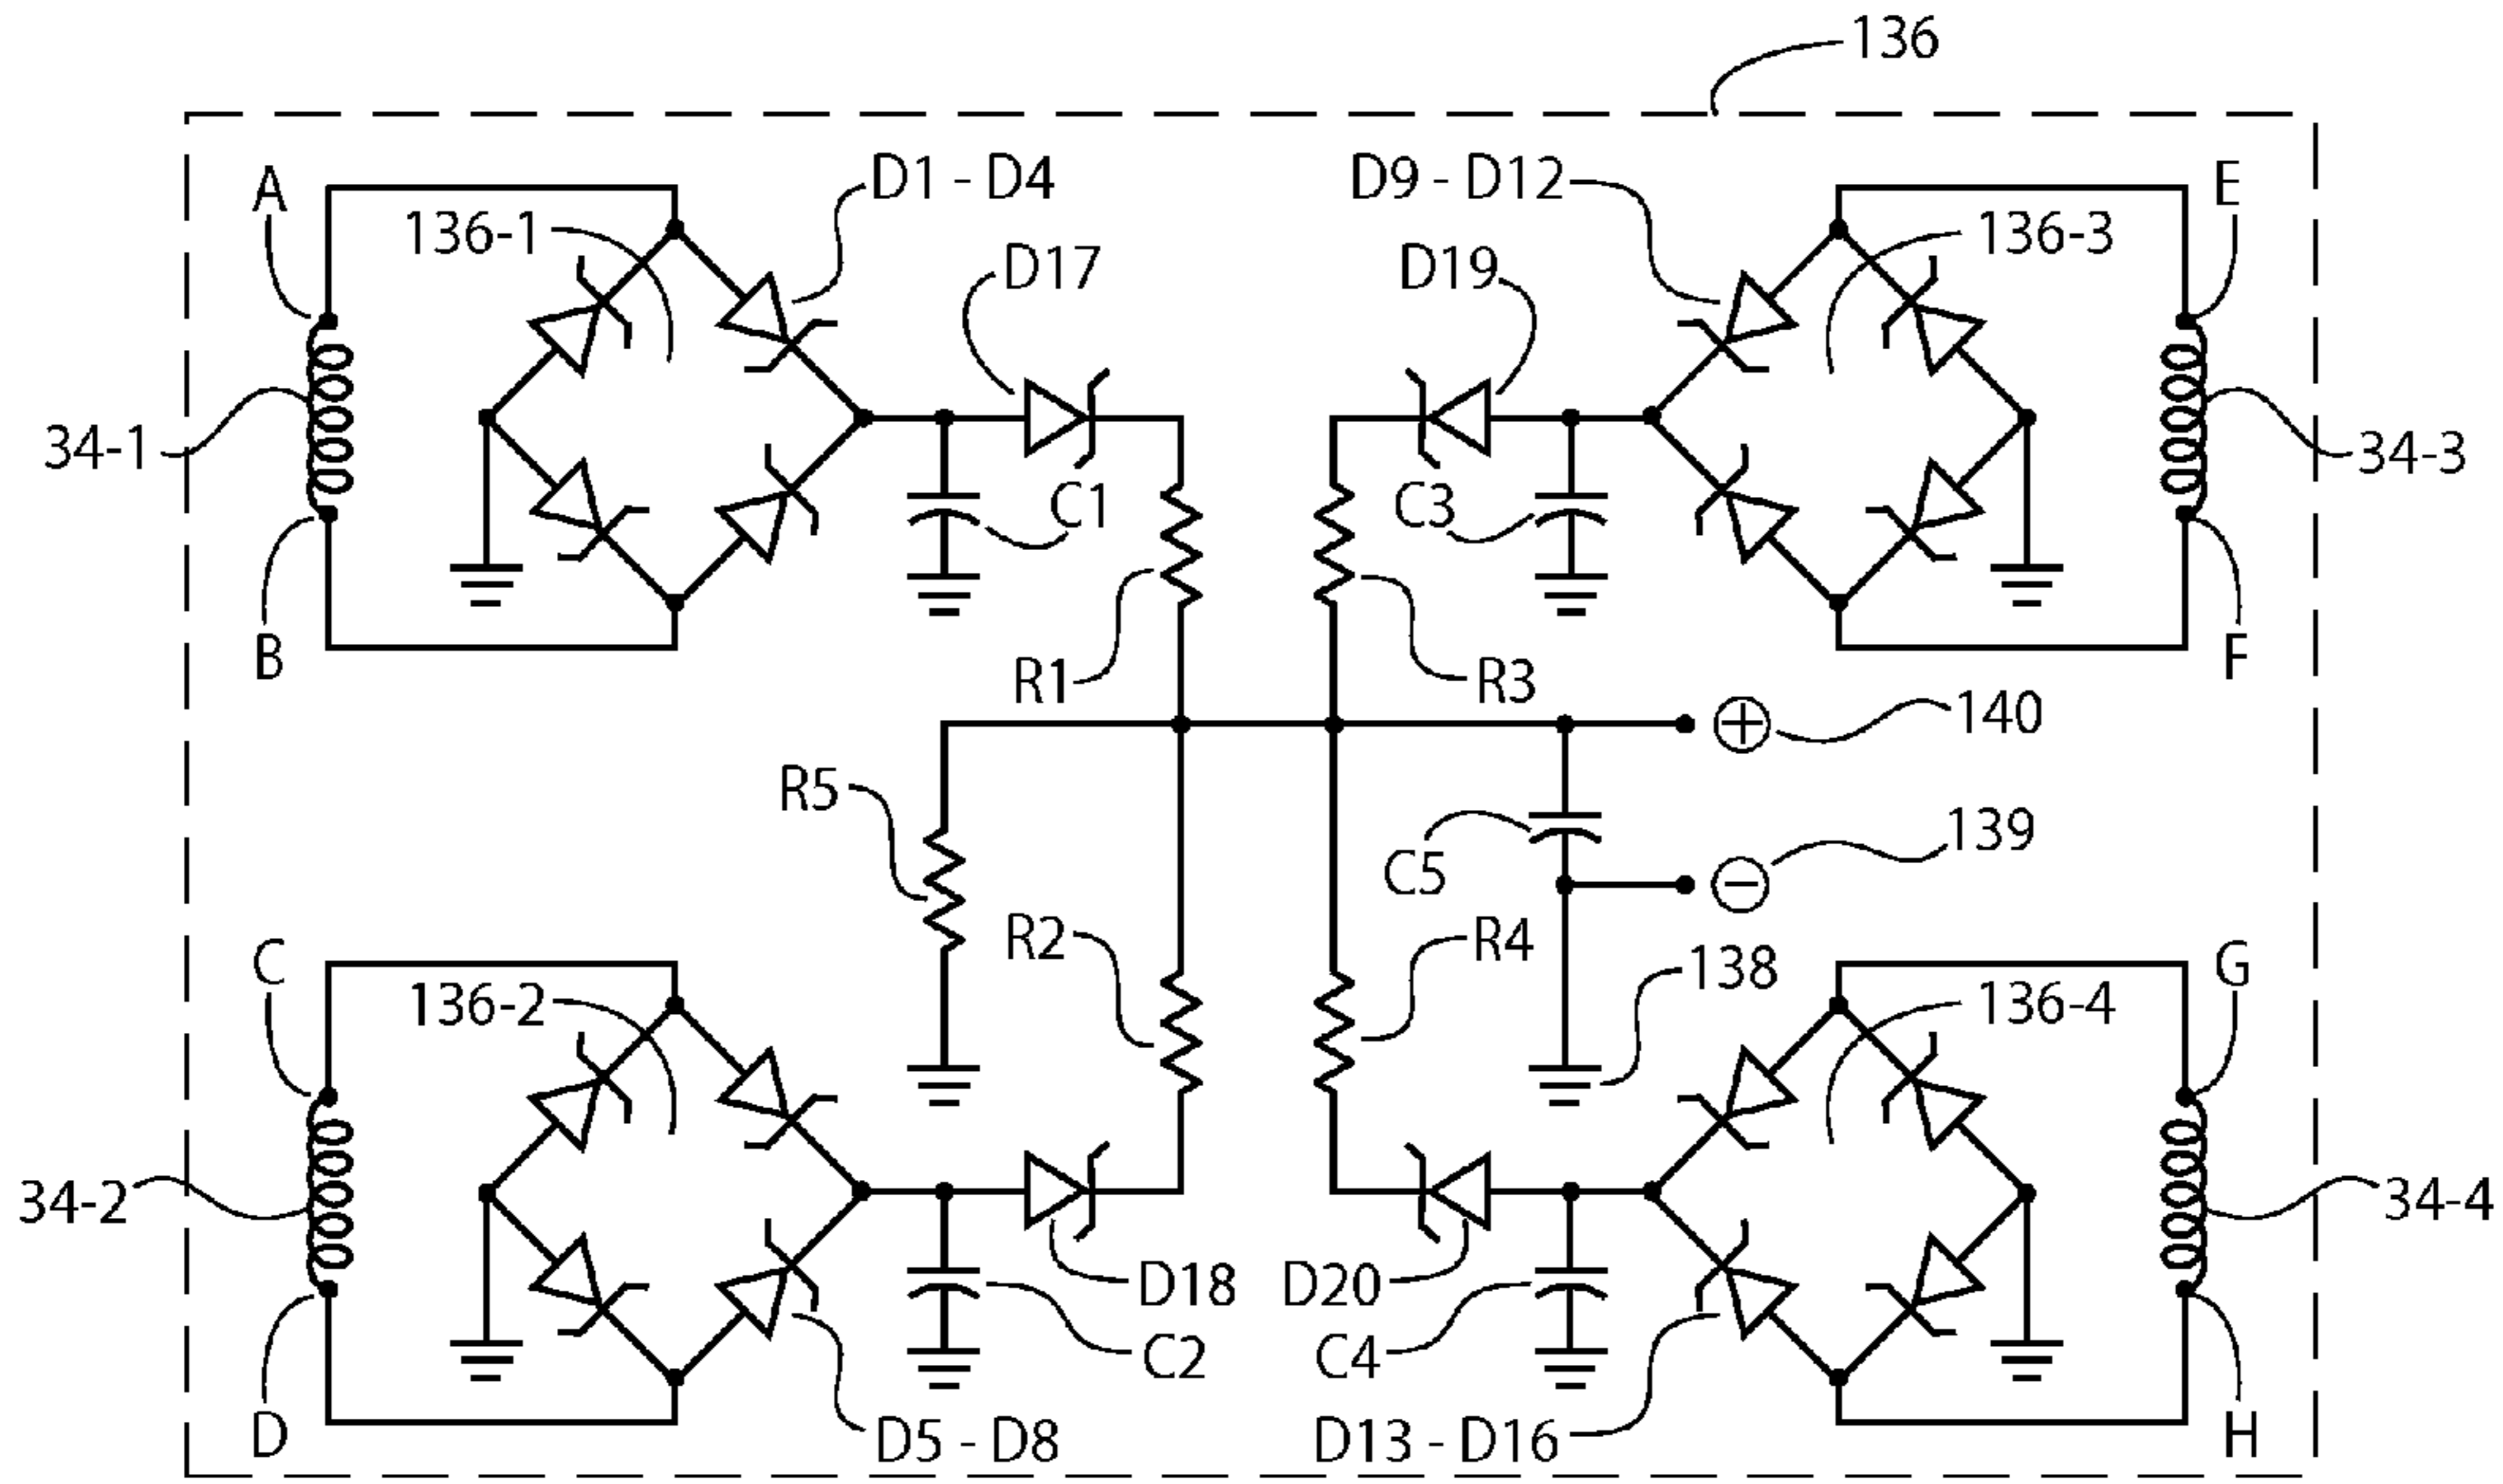 136
A
D1 - D4
D9 - D12
E
136-1
136-3
D17
D19
34-1
C1
C3
34-3
B
R1
R3
F
140
R5
139
C5
C
R2
R4
138
G
136-2
136-4
34-2
34-4
D18
D20
C2
C4
D
D5 - D8
D13 - D16
H